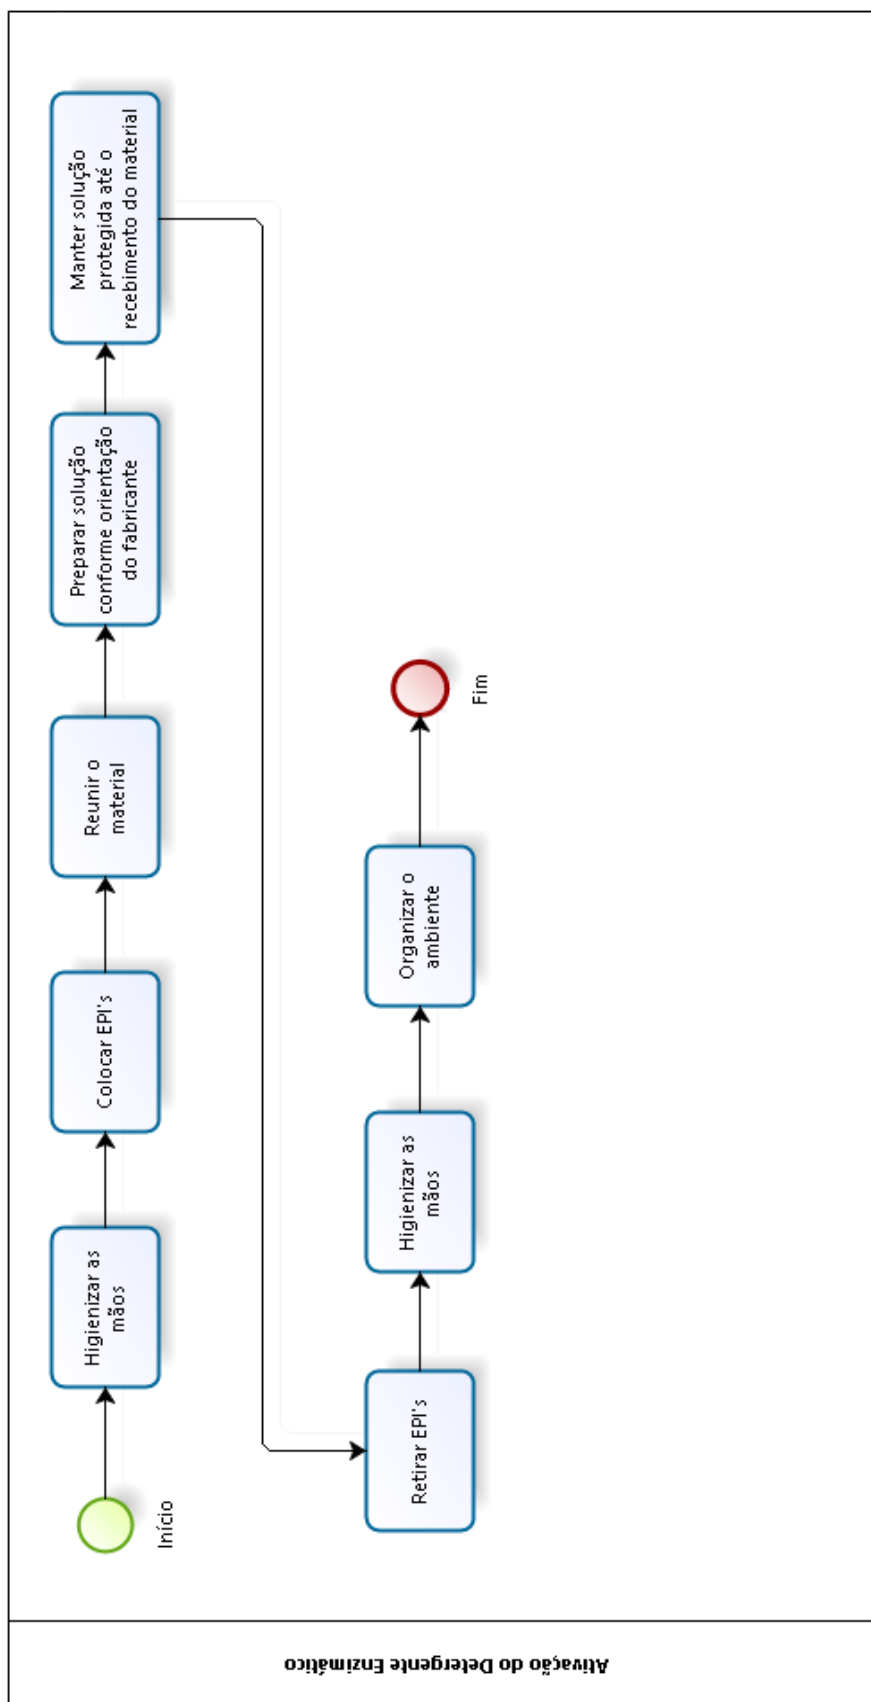 Ativação do Detergente Enzimático
Início
Higienizar as
mãos
Colocar EPI's
Reunir o
material
Preparar solução
conforme orientação
do fabricante
Manter solução
protegida até o
recebimento do material
Retirar EPI's
Higienizar as
mãos
Organizar o
ambiente
Fim